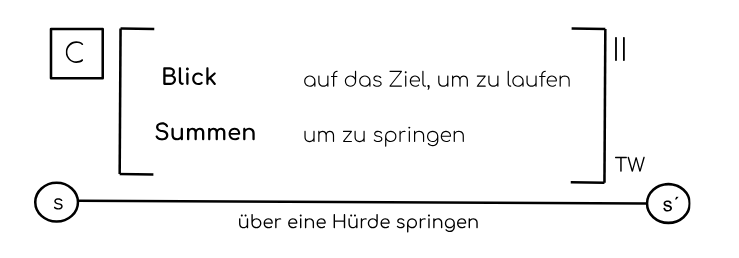 C
||
Blick auf das Ziel, um zu laufen
Summen um zu springen
TW
s s´
über eine Hürde springen